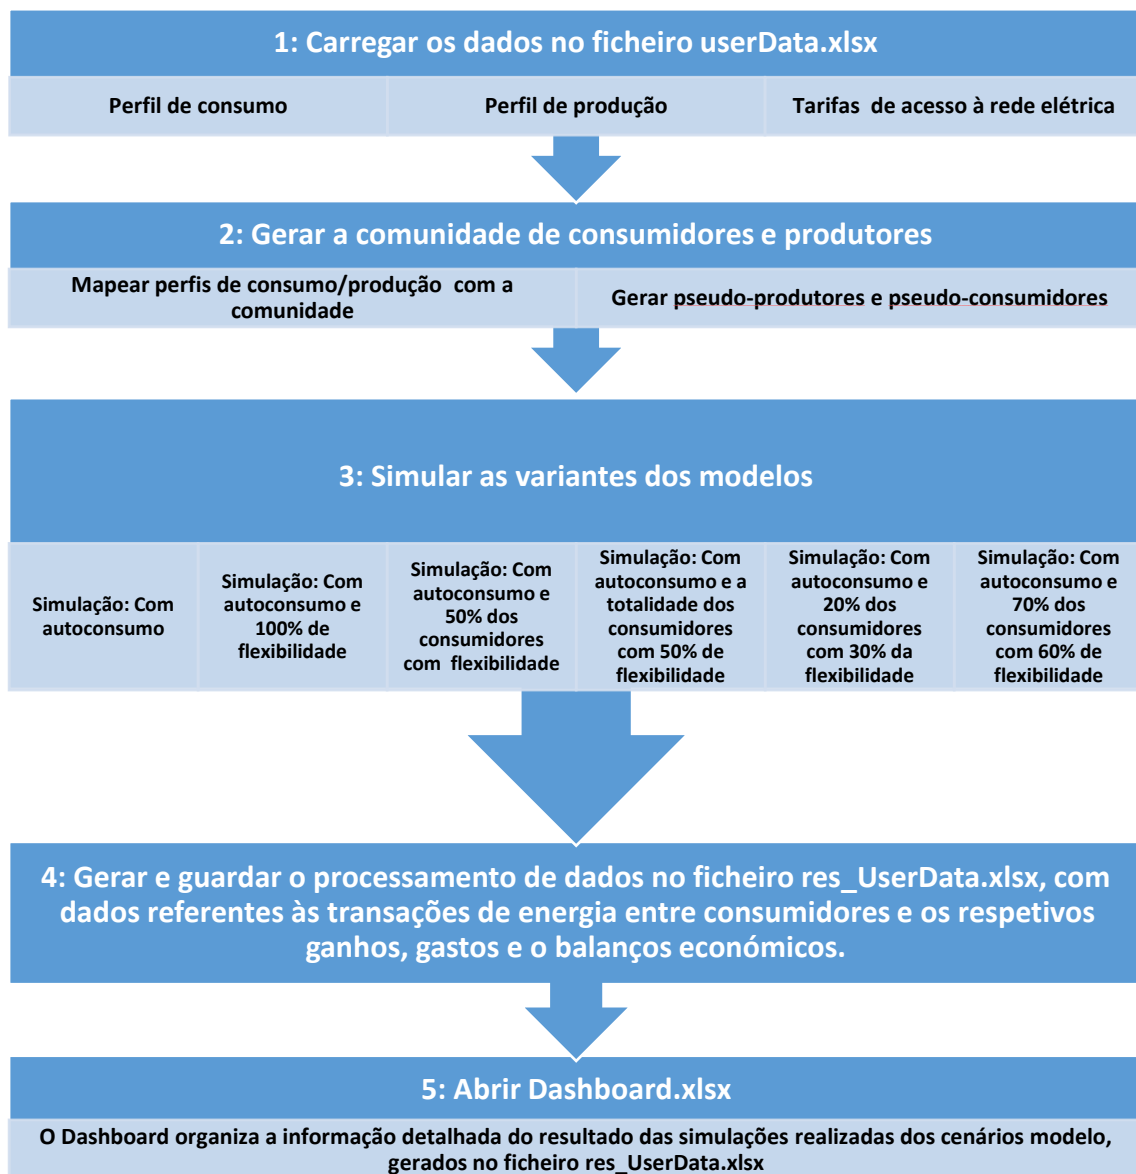 1: Carregar os dados no ficheiro userData.xlsx
Perfil de consumo
Perfil de produção
Tarifas de acesso à rede elétrica
2: Gerar a comunidade de consumidores e produtores
Mapear perfis de consumo/produção com a
comunidade
Gerar pseudo-produtores e pseudo-consumidores
3: Simular as variantes dos modelos
Simulação: Com
autoconsumo
Simulação: Com
autoconsumo e
100% de
flexibilidade
Simulação: Com
autoconsumo e
50% dos
consumidores
com flexibilidade
Simulação: Com
autoconsumo e a
totalidade dos
consumidores
com 50% de
flexibilidade
Simulação: Com
autoconsumo e
20% dos
consumidores
com 30% da
flexibilidade
Simulação: Com
autoconsumo e
70% dos
consumidores
com 60% de
flexibilidade
4: Gerar e guardar o processamento de dados no ficheiro res_UserData.xlsx, com
dados referentes às transações de energia entre consumidores e os respetivos
ganhos, gastos e o balanços económicos.
5: Abrir Dashboard.xlsx
O Dashboard organiza a informação detalhada do resultado das simulações realizadas dos cenários modelo,
gerados no ficheiro res_UserData.xlsx